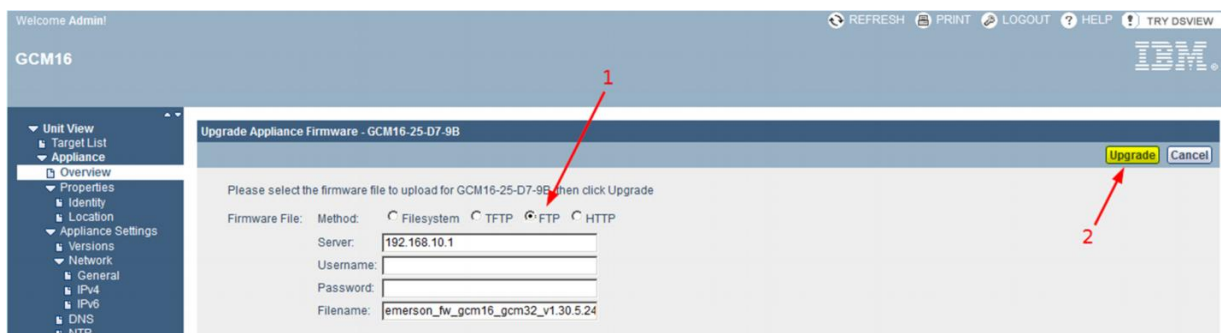 Welcome Admin!
REFRESH PRINT LOGOUT ? HELP ! TRY DSVIEW
GCM16
IBM
1
Unit View
Target List
Appliance
Overview
Properties
Identity
Location
Appliance Settings
Versions
Network
General
IPv4
IPv6
DNS
NTP
Upgrade Appliance Firmware - GCM16-25-D7-9B
Upgrade Cancel
Please select the firmware file to upload for GCM16-25-D7-9B then click Upgrade
Firmware File: Method: Filesystem TFTP FTP HTTP
Server: 192.168.10.1
Username:
Password:
Filename: emerson_fw_gcm16_gcm32_v1.30.5.24
2